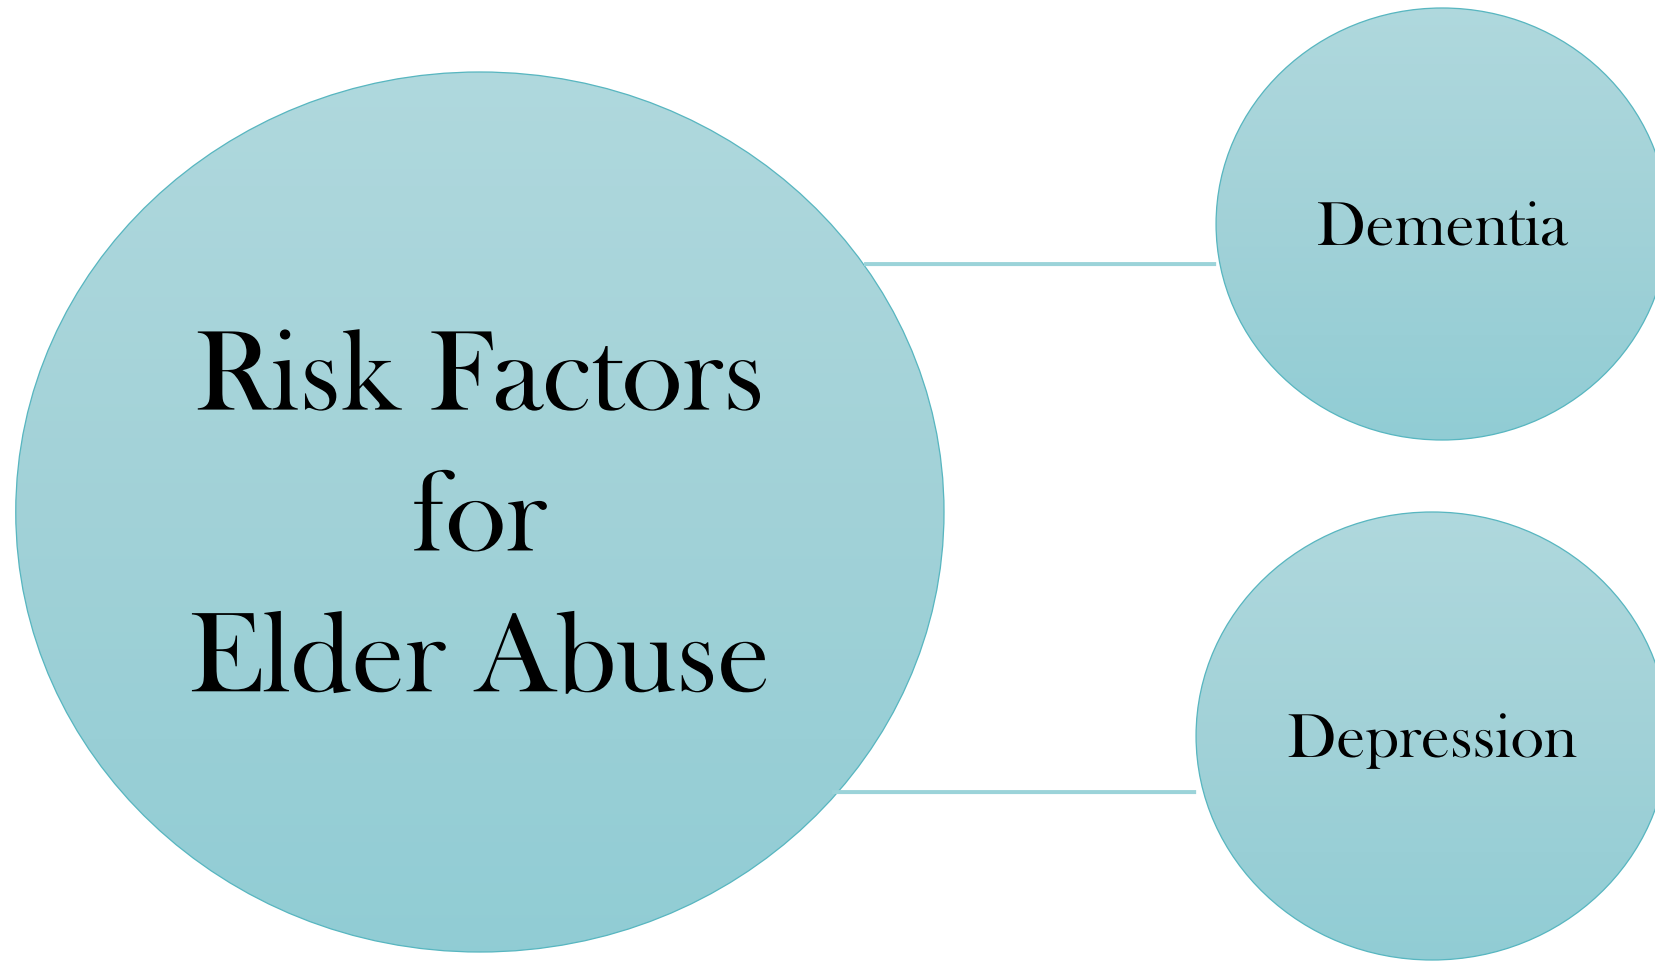 Risk Factors
for
Elder Abuse
Dementia
Depression